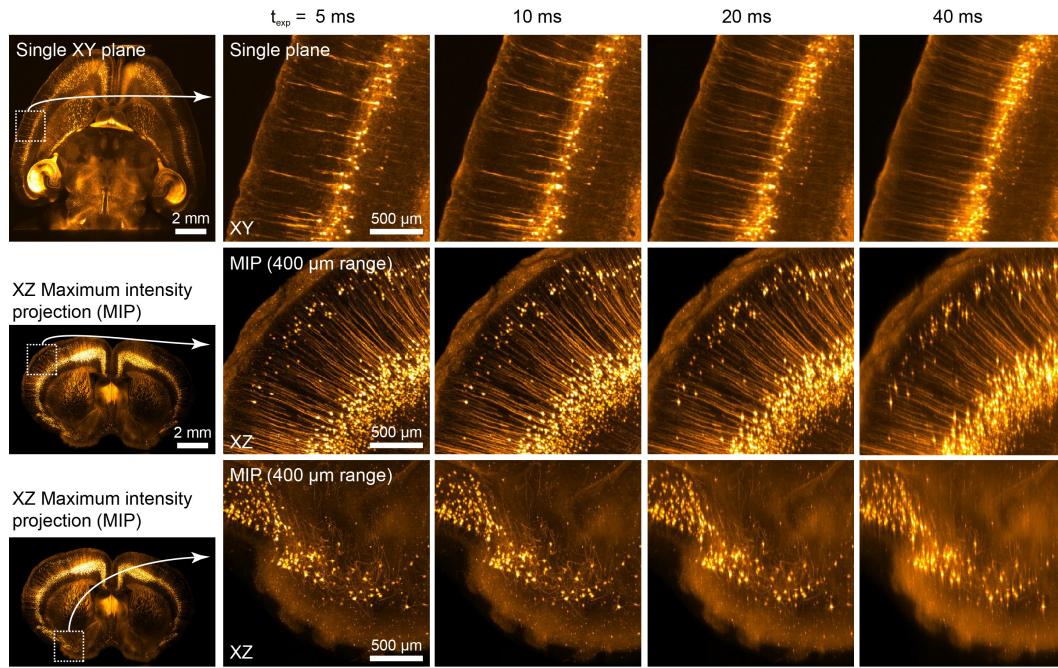 t_exp = 5 ms
10 ms
20 ms
40 ms
Single XY plane
2 mm
Single plane
XY
500 µm
XZ Maximum intensity
projection (MIP)
2 mm
MIP (400 µm range)
XZ
500 µm
XZ Maximum intensity
projection (MIP)
MIP (400 µm range)
XZ
500 µm